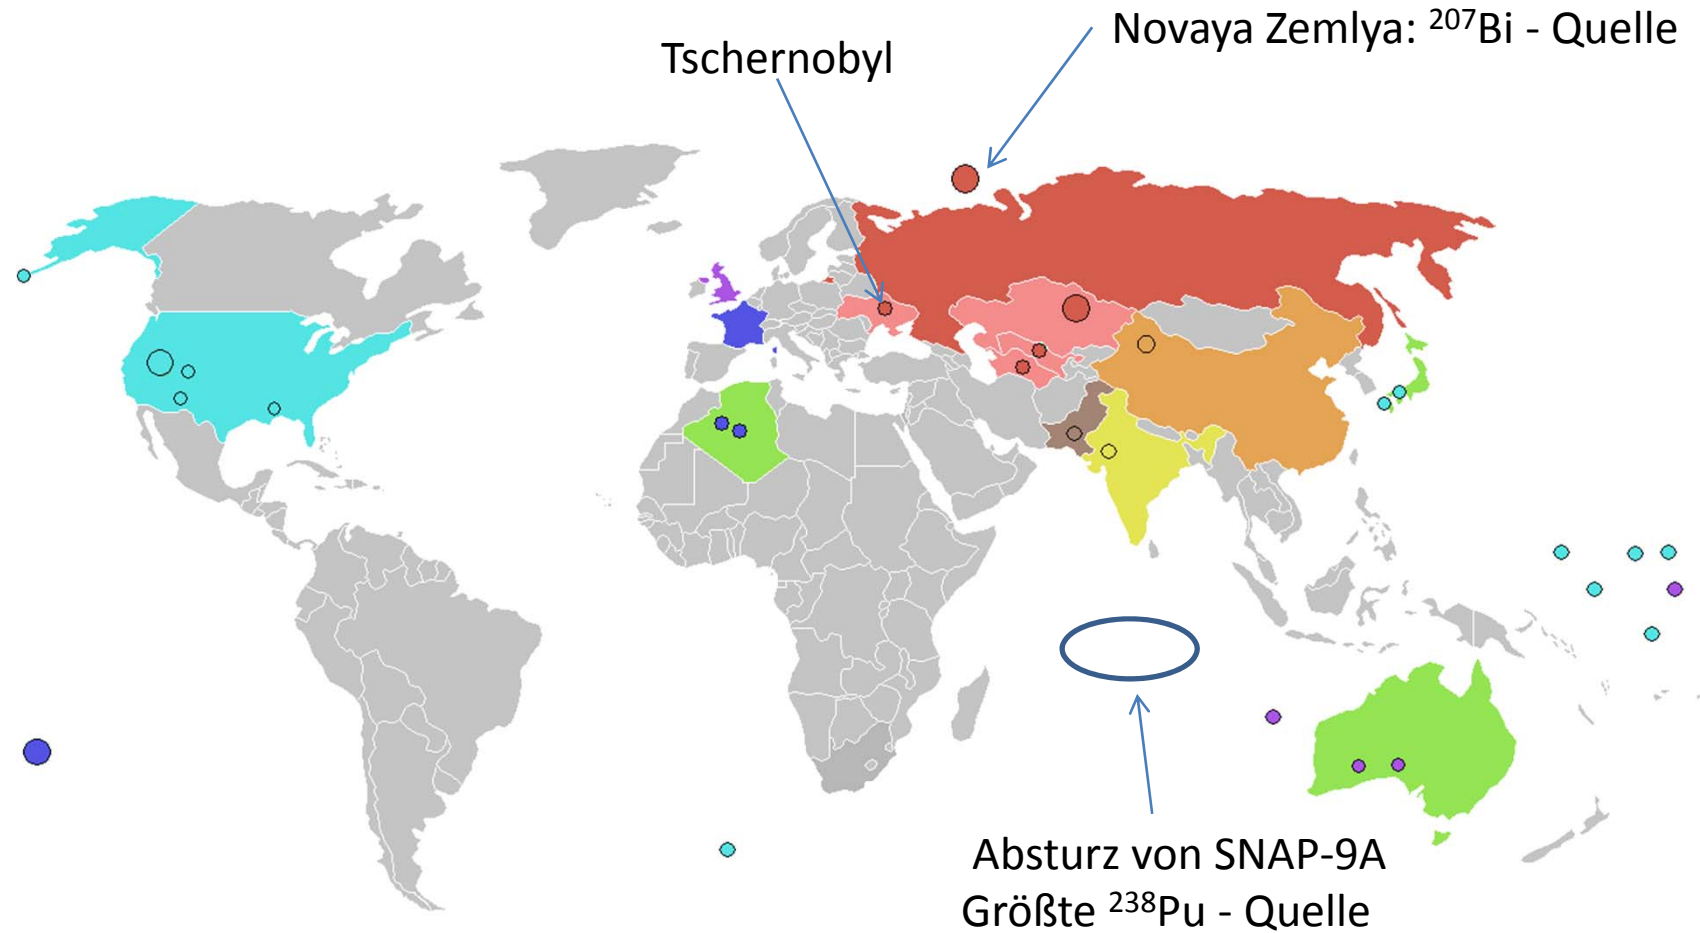 Novaya Zemlya: ²⁰⁷Bi - Quelle
Tschernobyl
Absturz von SNAP-9A
Größte ²³⁸Pu - Quelle